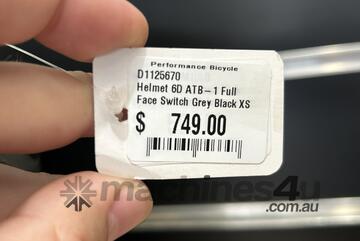 Performance Bicycle
D1125670
Helmet 6D ATB-1 Full
Face Switch Grey Black XS
$ 749.00
machines4u
.com.au